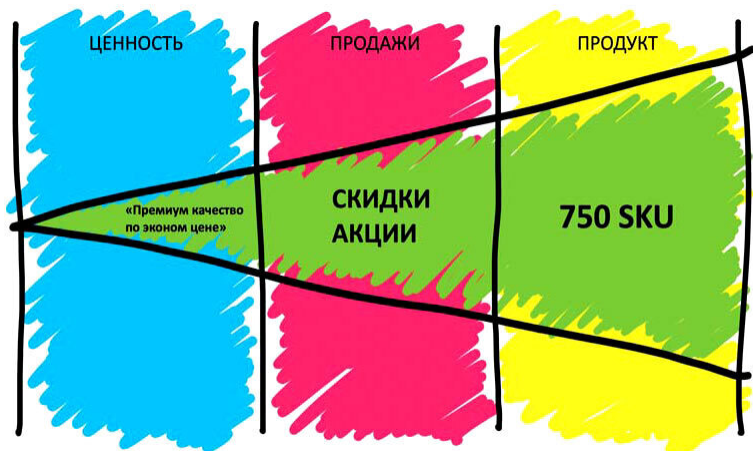 ЦЕННОСТЬ
ПРОДАЖИ
ПРОДУКТ
«Премиум качество
по эконом цене»
СКИДКИ
АКЦИИ
750 SKU